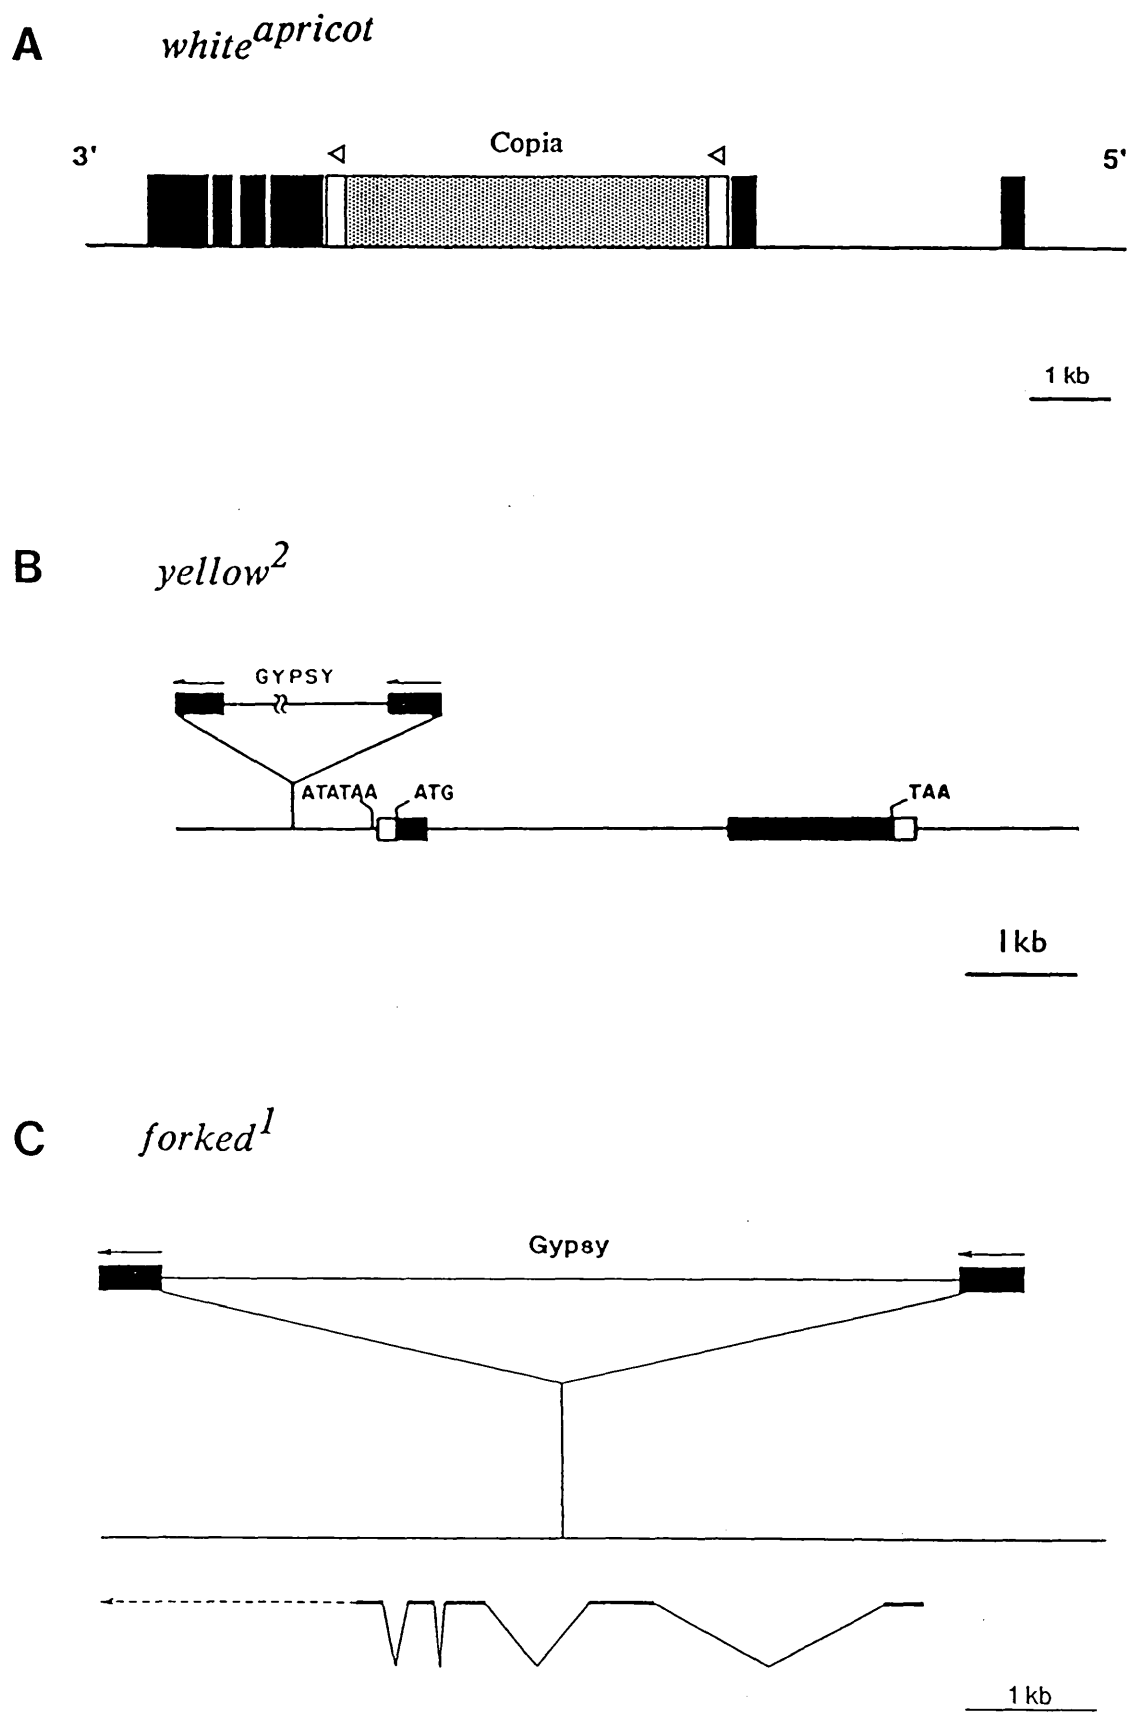 A white^apricot
3' Copia 5'
1 kb
B yellow^2
GYPSY
ATATAA ATG TAA
1kb
C forked^1
Gypsy
1 kb